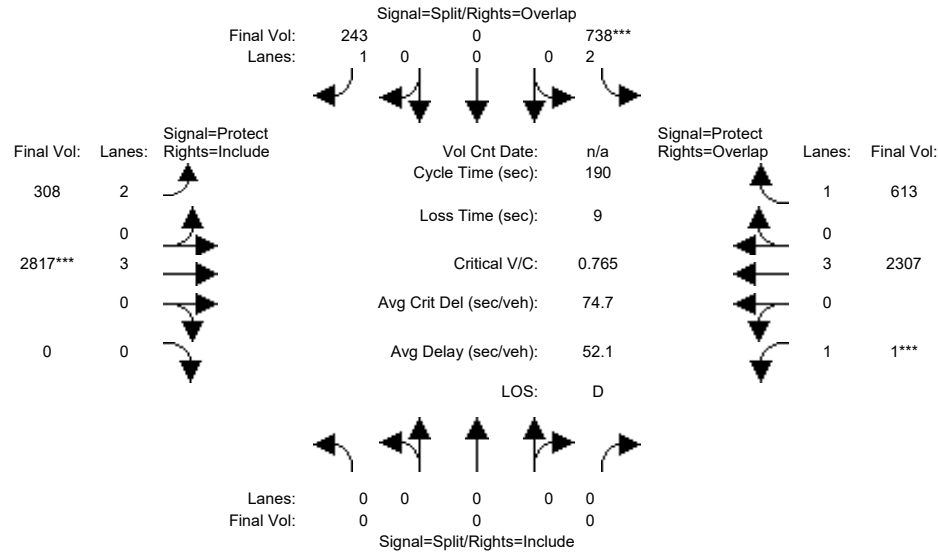 Signal=Split/Rights=Overlap
Final Vol: 243 0 738***
Lanes: 1 0 0 0 2
Signal=Protect Signal=Protect
Final Vol: Lanes: Rights=Include Vol Cnt Date: n/a Rights=Overlap Lanes: Final Vol:
Cycle Time (sec): 190
308 2 1 613
Loss Time (sec): 9
0 0
2817*** 3 Critical V/C: 0.765 3 2307
0 Avg Crit Del (sec/veh): 74.7 0
0 0 Avg Delay (sec/veh): 52.1 1 1***
LOS: D
Lanes: 0 0 0 0 0
Final Vol: 0 0 0
Signal=Split/Rights=Include